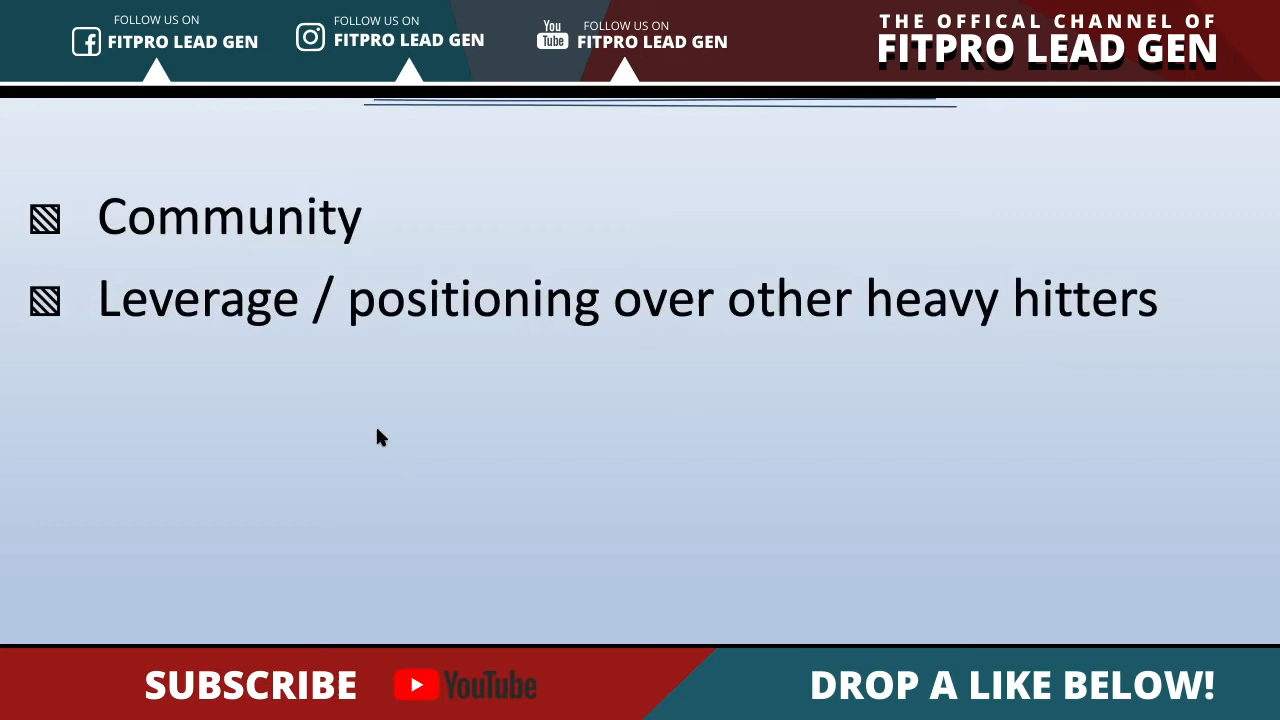 FOLLOW US ON
FITPRO LEAD GEN
FOLLOW US ON
FITPRO LEAD GEN
You
Tube
FOLLOW US ON
FITPRO LEAD GEN
THE OFFICAL CHANNEL OF
FITPRO LEAD GEN
Community
Leverage / positioning over other heavy hitters
SUBSCRIBE
YouTube
DROP A LIKE BELOW!